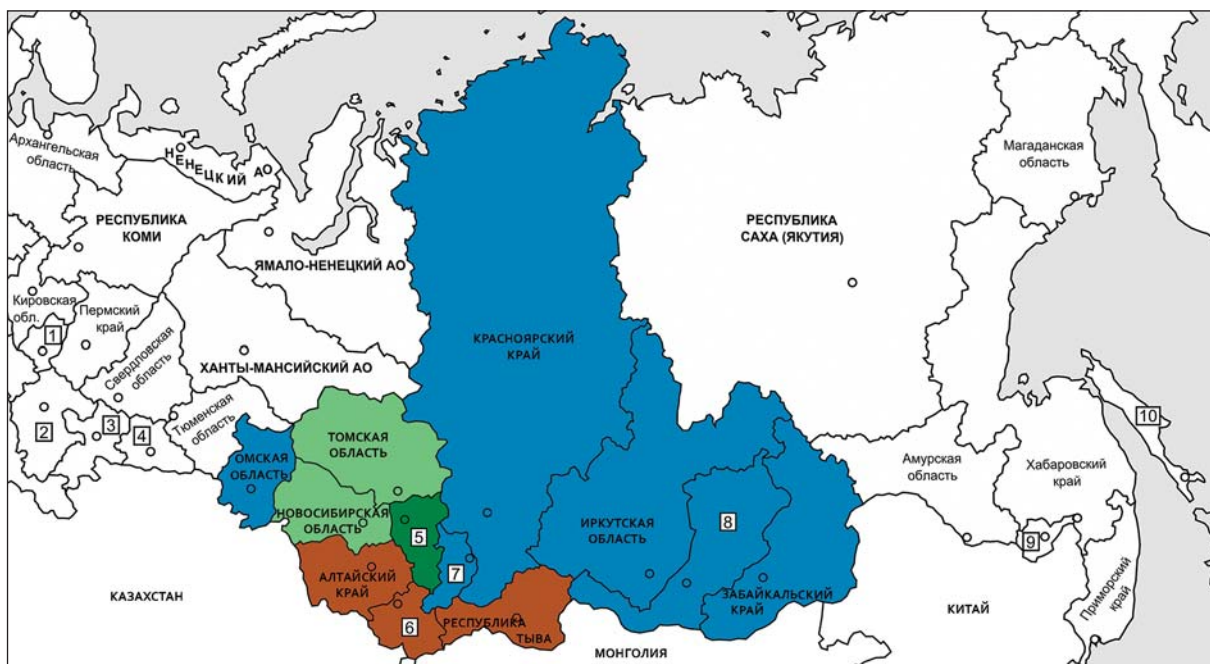 Архангельская
область
НЕНЕЦКИЙ АО
РЕСПУБЛИКА
КОМИ
ЯМАЛО-НЕНЕЦКИЙ АО
Кировская
обл.
Пермский
край
Свердловская
область
ХАНТЫ-МАНСИЙСКИЙ АО
Тюменская
область
1
2
3
4
ОМСКАЯ
ОБЛАСТЬ
ТОМСКАЯ
ОБЛАСТЬ
НОВОСИБИРСКАЯ
ОБЛАСТЬ
5
АЛТАЙСКИЙ
КРАЙ
6
7
РЕСПУБЛИКА
ТЫВА
КРАСНОЯРСКИЙ
КРАЙ
ИРКУТСКАЯ
ОБЛАСТЬ
8
ЗАБАЙКАЛЬСКИЙ
КРАЙ
РЕСПУБЛИКА
САХА (ЯКУТИЯ)
Магаданская
область
Амурская
область
Хабаровский
край
9
10
Приморский
край
КАЗАХСТАН
МОНГОЛИЯ
КИТАЙ